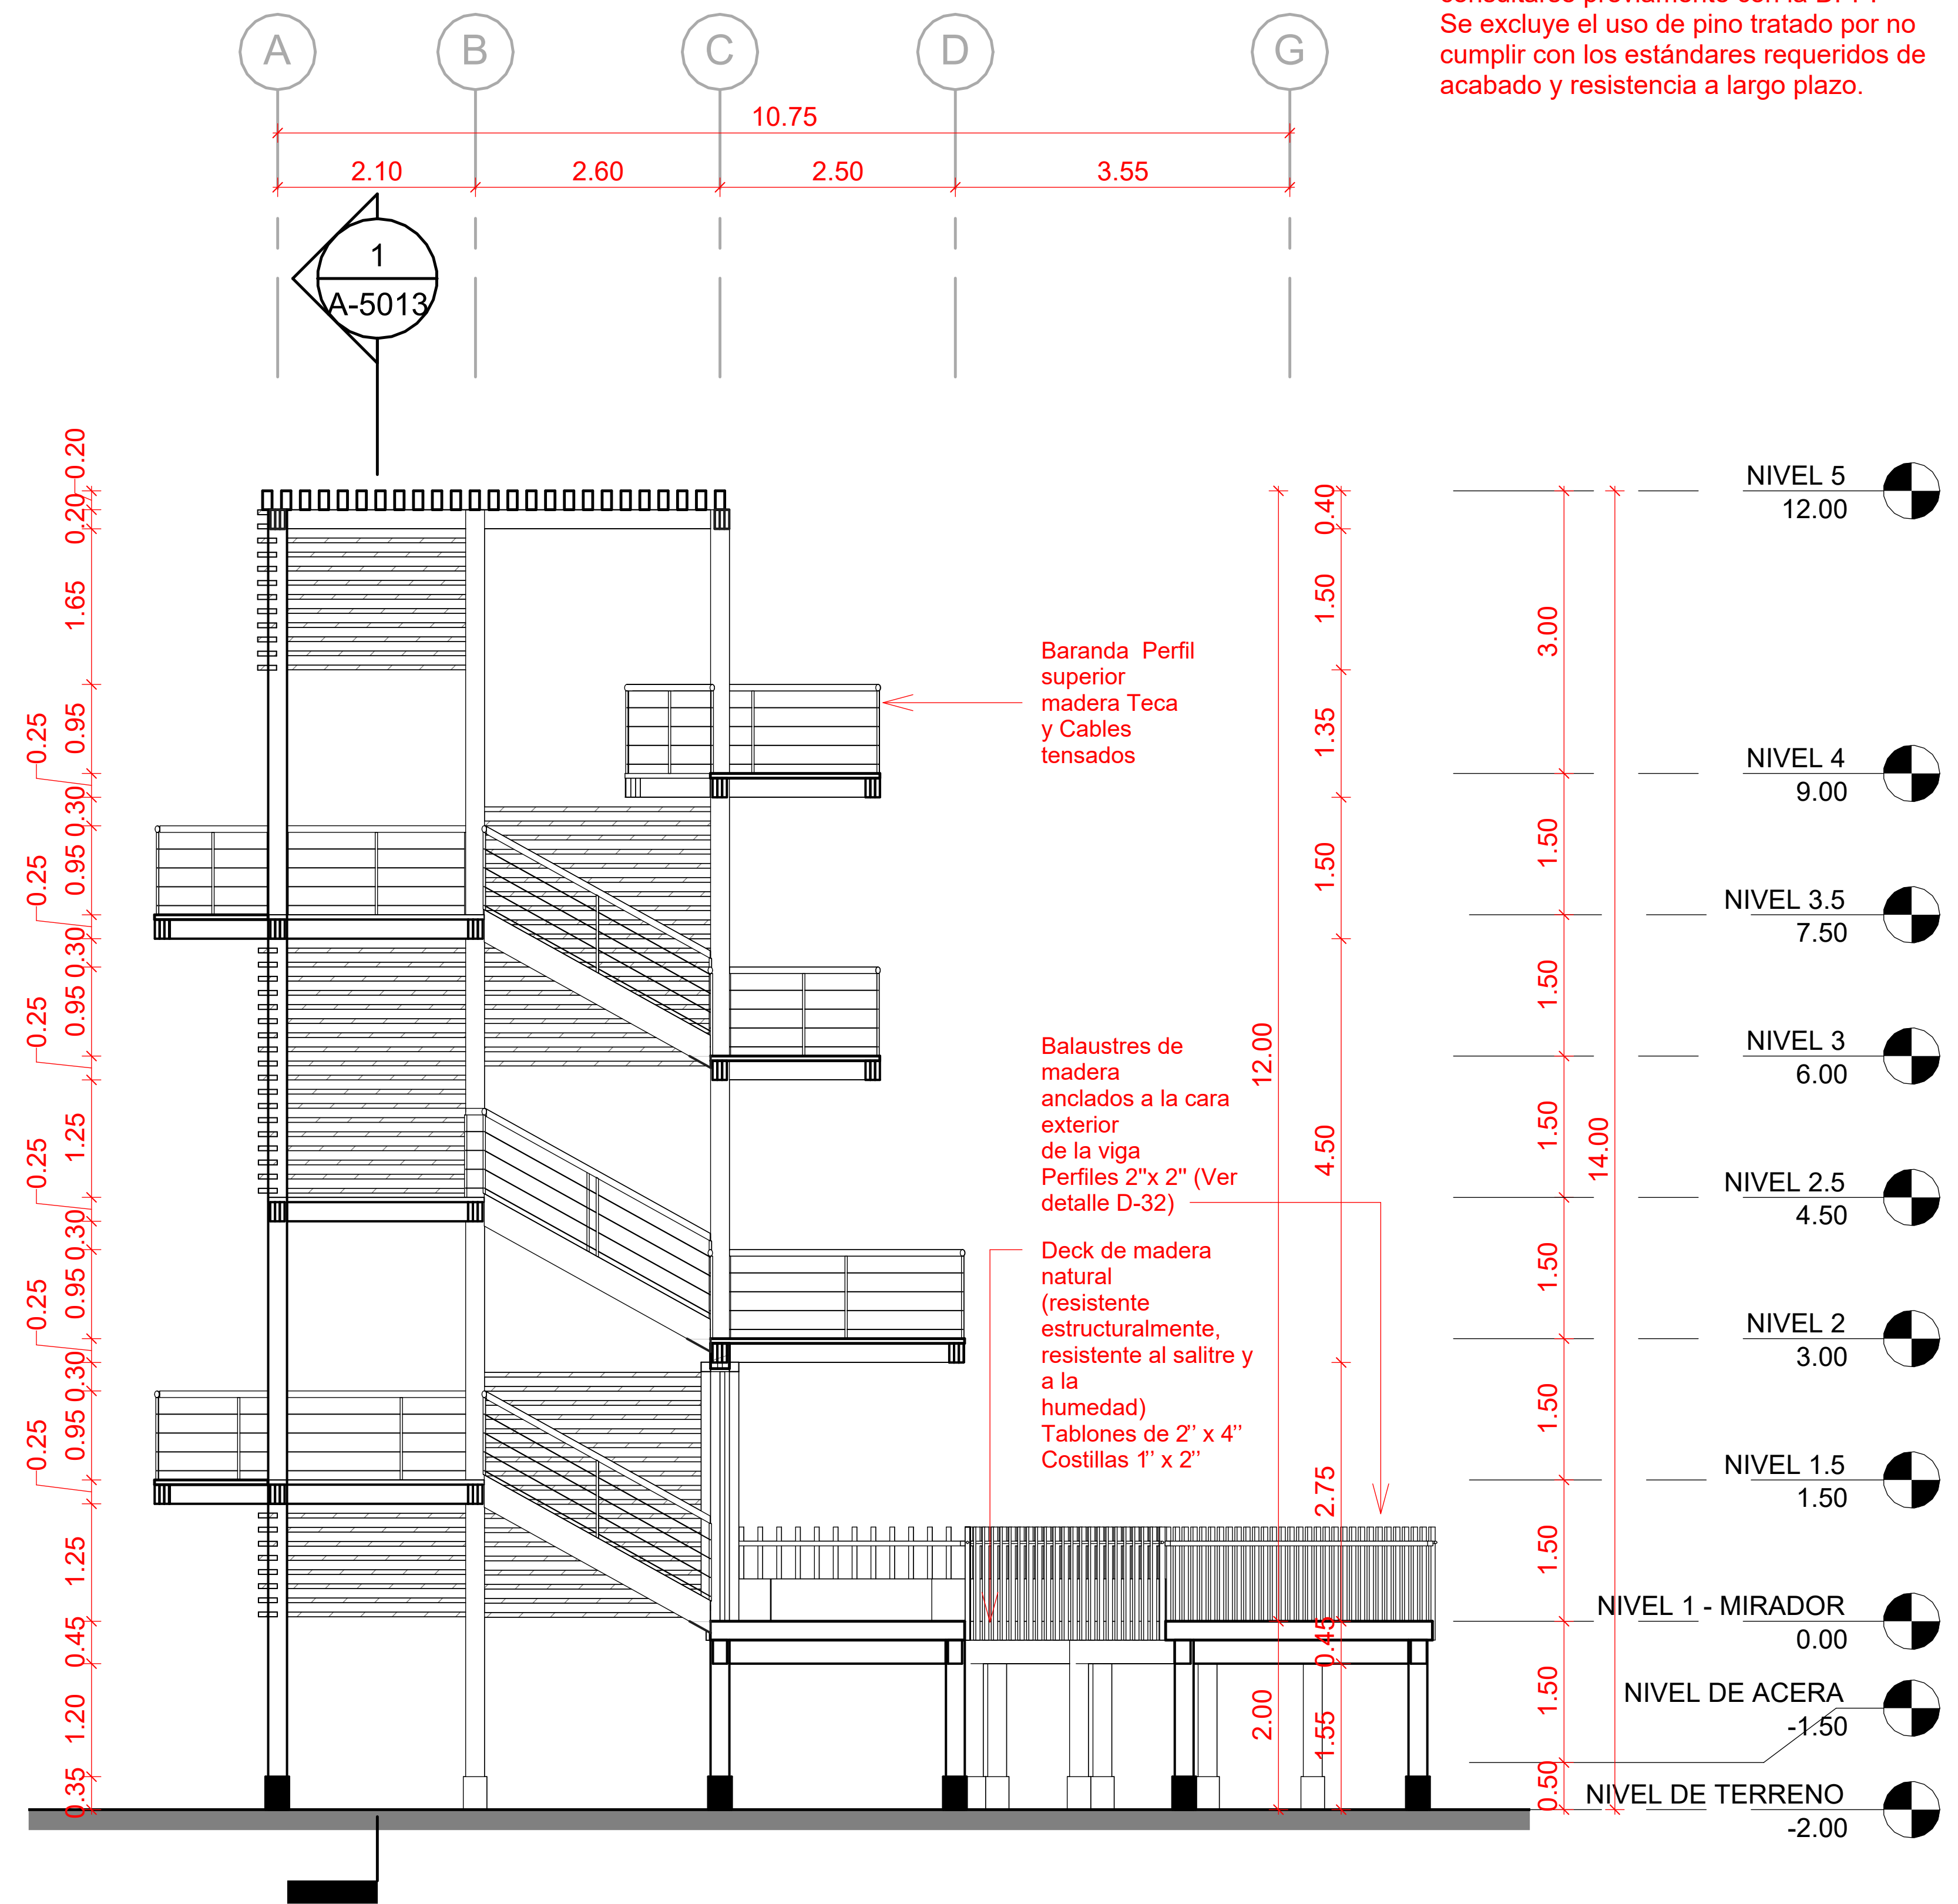 Se excluye el uso de pino tratado por no
cumplir con los estándares requeridos de
acabado y resistencia a largo plazo.
A
B
C
D
G
10.75
2.10
2.60
2.50
3.55
1
A-5013
0.20
0.20
1.65
0.95
0.25
0.30
0.95
0.25
0.30
0.95
0.25
1.25
0.25
0.30
0.95
0.25
0.30
0.95
0.25
1.25
0.45
1.20
0.35
Baranda Perfil
superior
madera Teca
y Cables
tensados
Balaustres de
madera
anclados a la cara
exterior
de la viga
Perfiles 2"x 2" (Ver
detalle D-32)
Deck de madera
natural
(resistente
estructuralmente,
resistente al salitre y
a la
humedad)
Tablones de 2’’ x 4’’
Costillas 1’’ x 2’’
12.00
2.00
0.40
1.50
1.35
1.50
4.50
2.75
0.45
1.55
3.00
1.50
1.50
1.50
1.50
1.50
1.50
1.50
0.50
14.00
NIVEL 5
12.00
NIVEL 4
9.00
NIVEL 3.5
7.50
NIVEL 3
6.00
NIVEL 2.5
4.50
NIVEL 2
3.00
NIVEL 1.5
1.50
NIVEL 1 - MIRADOR
0.00
NIVEL DE ACERA
-1.50
NIVEL DE TERRENO
-2.00